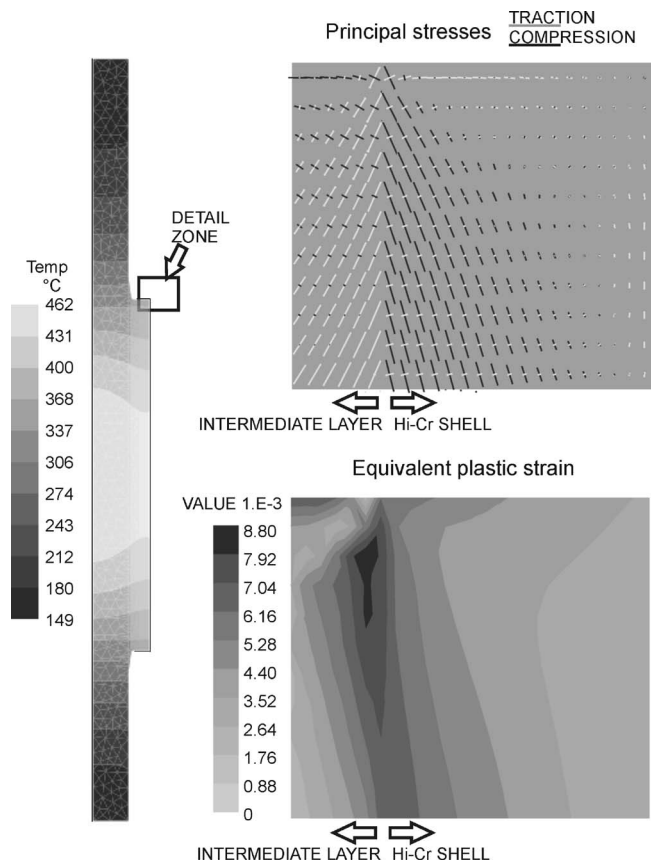 Principal stresses
TRACTION
COMPRESSION
DETAIL
ZONE
Temp
°C
462
431
400
368
337
306
274
243
212
180
149
INTERMEDIATE LAYER Hi-Cr SHELL
Equivalent plastic strain
VALUE 1.E-3
8.80
7.92
7.04
6.16
5.28
4.40
3.52
2.64
1.76
0.88
0
INTERMEDIATE LAYER Hi-Cr SHELL